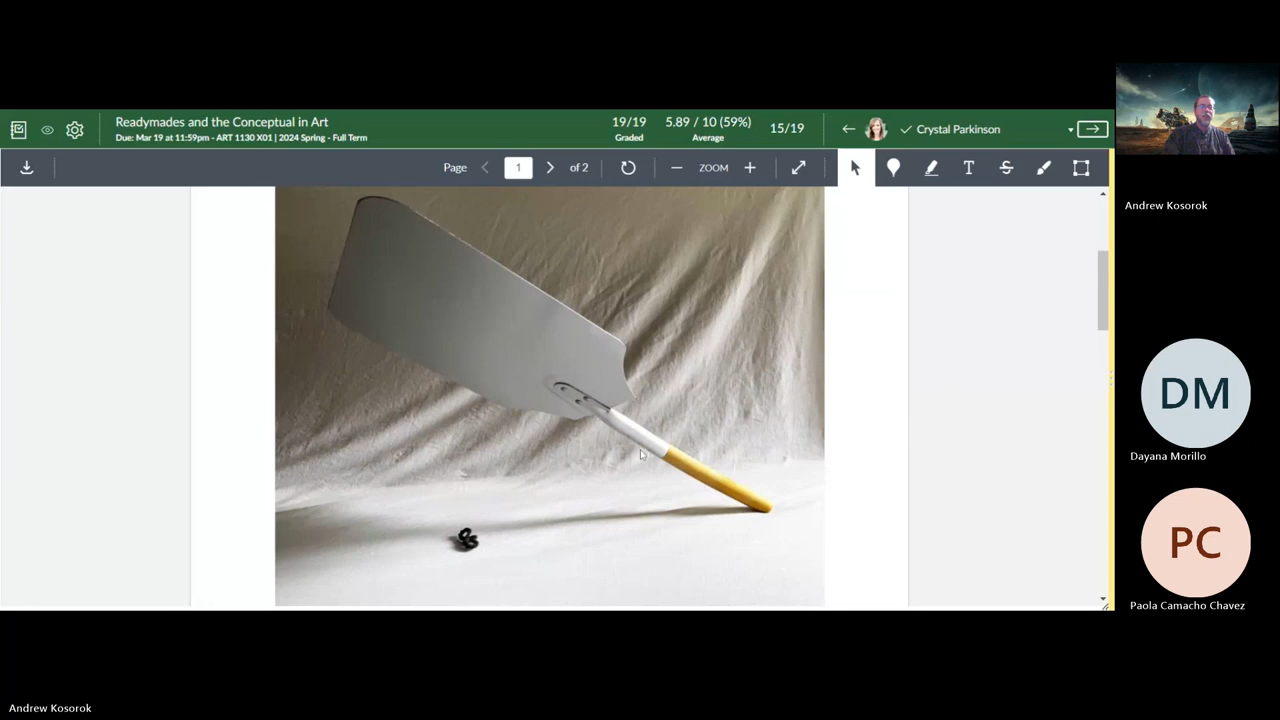 Readymades and the Conceptual in Art
Due: Mar 19 at 11:59pm - ART 1130 X01 | 2024 Spring - Full Term
19/19
Graded
5.89 / 10 (59%)
Average
15/19
Crystal Parkinson
Page
1
of 2
ZOOM
T
S
Andrew Kosorok
DM
Dayana Morillo
PC
Paola Camacho Chavez
Andrew Kosorok